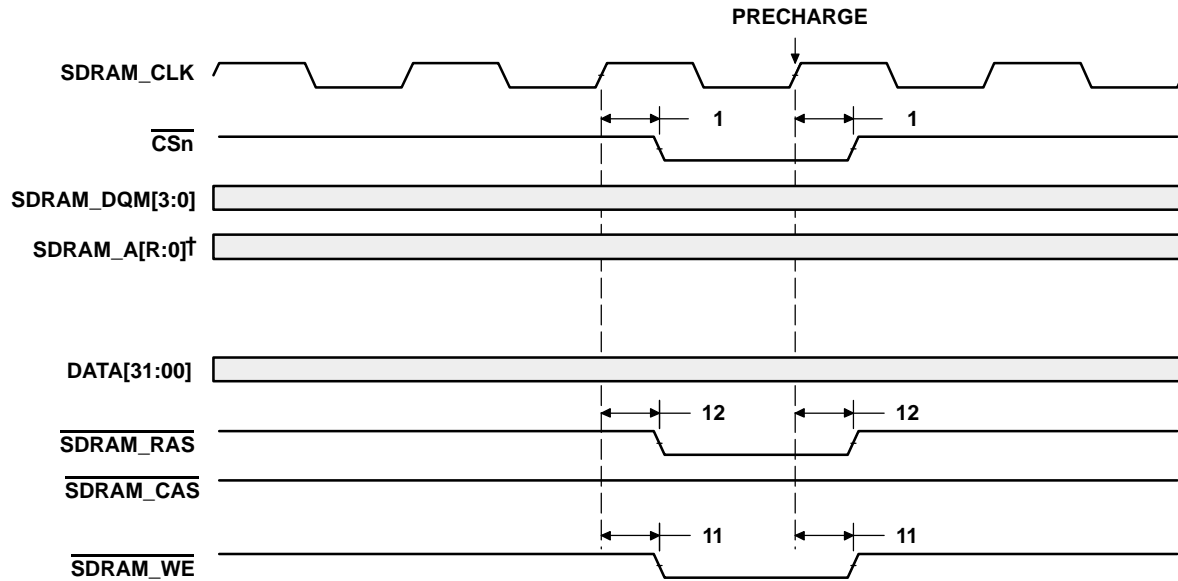 PRECHARGE
SDRAM_CLK
1 1
CSn
SDRAM_DQM[3:0]
SDRAM_A[R:0]†
DATA[31:00]
12 12
SDRAM_RAS
SDRAM_CAS
11 11
SDRAM_WE